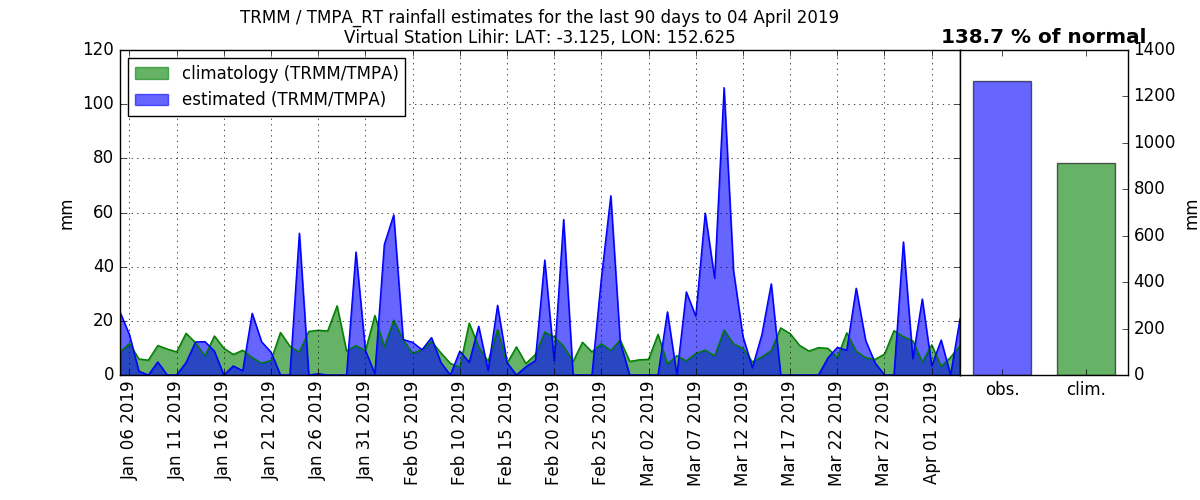 TRMM / TMPA_RT rainfall estimates for the last 90 days to 04 April 2019
Virtual Station Lihir: LAT: -3.125, LON: 152.625
138.7 % of normal
climatology (TRMM/TMPA)
estimated (TRMM/TMPA)
120
100
80
60
40
20
0
mm
1400
1200
1000
800
600
400
200
0
mm
obs.
clim.
Jan 06 2019
Jan 11 2019
Jan 16 2019
Jan 21 2019
Jan 26 2019
Jan 31 2019
Feb 05 2019
Feb 10 2019
Feb 15 2019
Feb 20 2019
Feb 25 2019
Mar 02 2019
Mar 07 2019
Mar 12 2019
Mar 17 2019
Mar 22 2019
Mar 27 2019
Apr 01 2019